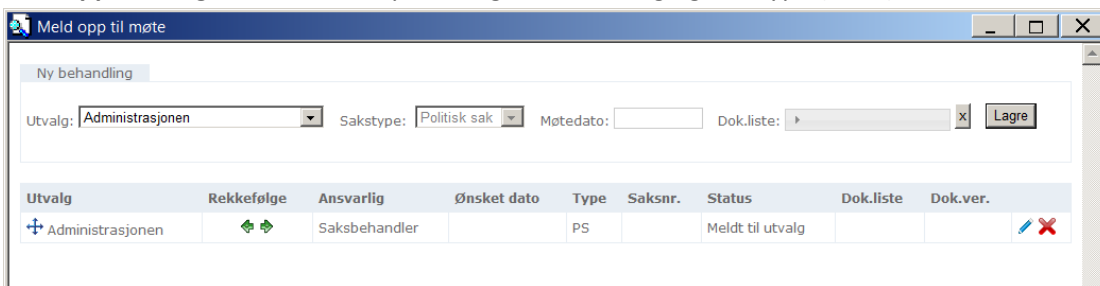 Meld opp til møte
Ny behandling
Utvalg: Administrasjonen Sakstype: Politisk sak Møtedato: Dok.liste: x Lagre
Utvalg Rekkefølge Ansvarlig Ønsket dato Type Saksnr. Status Dok.liste Dok.ver.
Administrasjonen Saksbehandler PS Meldt til utvalg